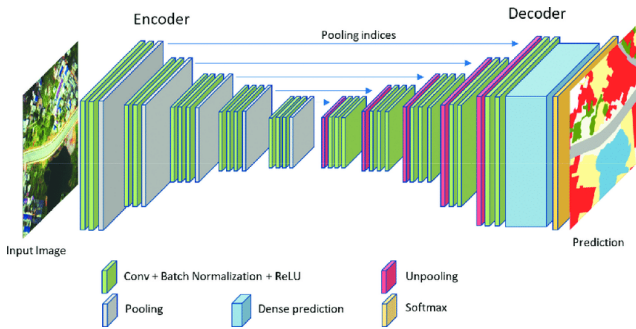 Encoder
Decoder
Pooling indices
Input Image
Prediction
Conv + Batch Normalization + ReLU
Unpooling
Pooling
Dense prediction
Softmax